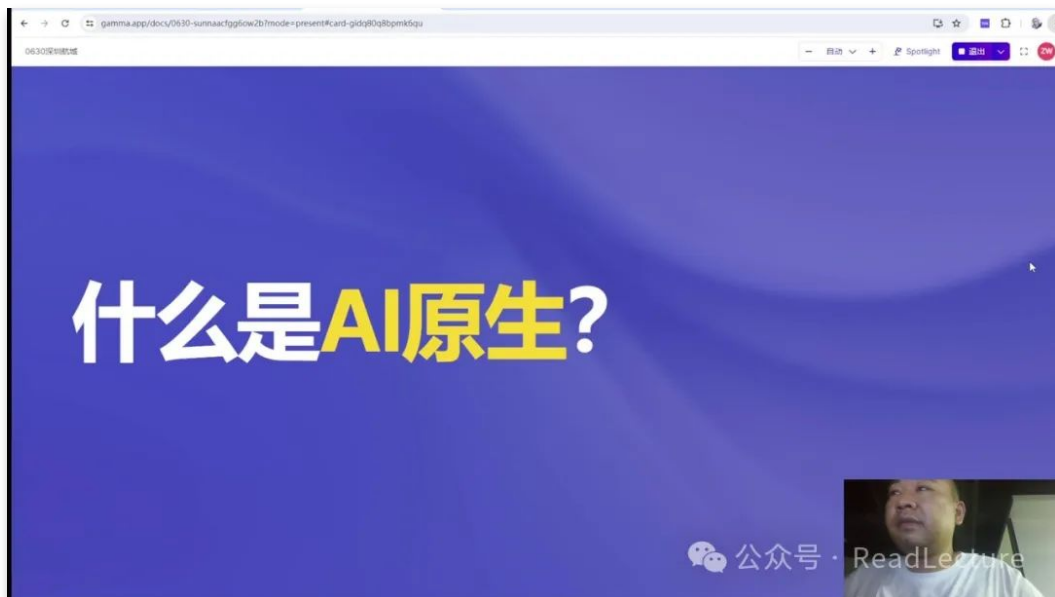 gamma.app/docs/0630-sunnaacfgg6ow2b?mode=present#card-gidq80q8bpmk6qu
0630深圳航城
自动
Spotlight
退出
ZW
什么是AI原生？
公众号 · ReadLecture